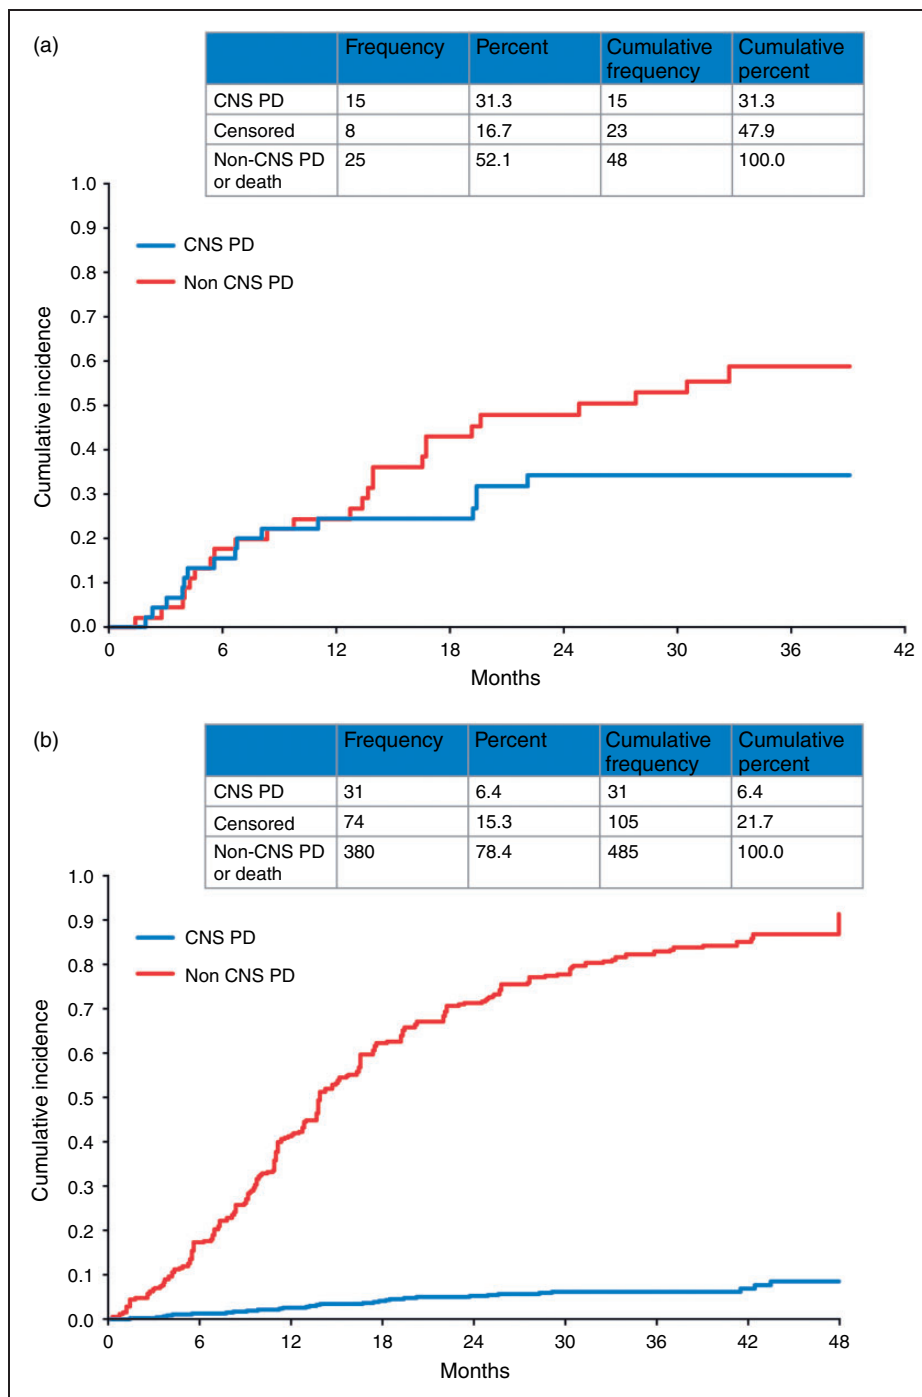 (a)
Frequency Percent Cumulative frequency Cumulative percent
CNS PD 15 31.3 15 31.3
Censored 8 16.7 23 47.9
Non-CNS PD or death 25 52.1 48 100.0
1.0
0.9
0.8
0.7
0.6
0.5
0.4
0.3
0.2
0.1
0.0
Cumulative incidence
CNS PD
Non CNS PD
0 6 12 18 24 30 36 42
Months
(b)
Frequency Percent Cumulative frequency Cumulative percent
CNS PD 31 6.4 31 6.4
Censored 74 15.3 105 21.7
Non-CNS PD or death 380 78.4 485 100.0
1.0
0.9
0.8
0.7
0.6
0.5
0.4
0.3
0.2
0.1
0.0
Cumulative incidence
CNS PD
Non CNS PD
0 6 12 18 24 30 36 42 48
Months